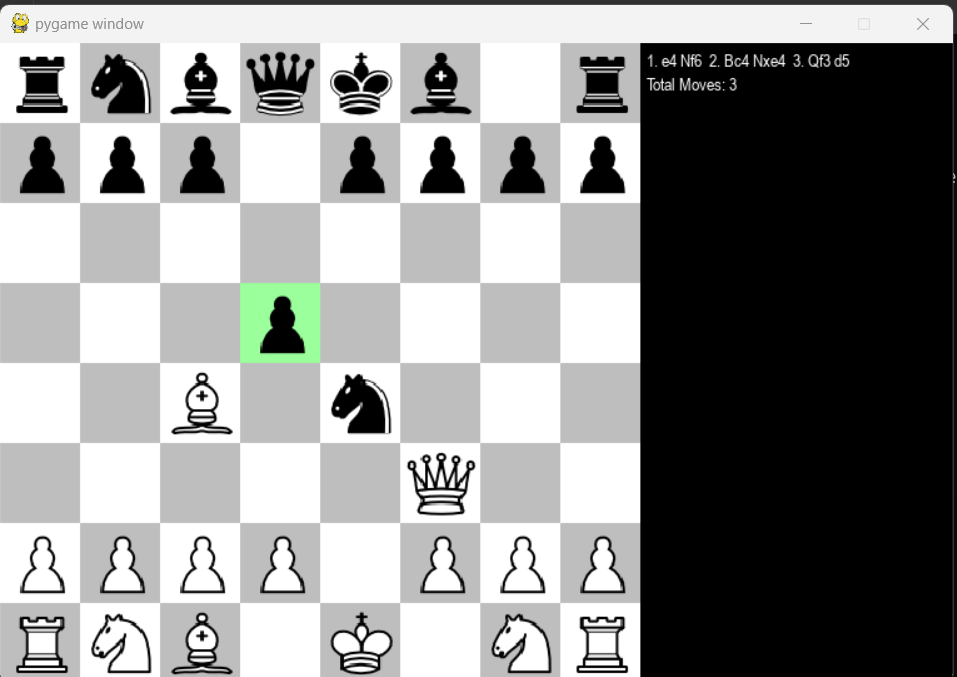 pygame window
1. e4 Nf6 2. Bc4 Nxe4 3. Qf3 d5
Total Moves: 3